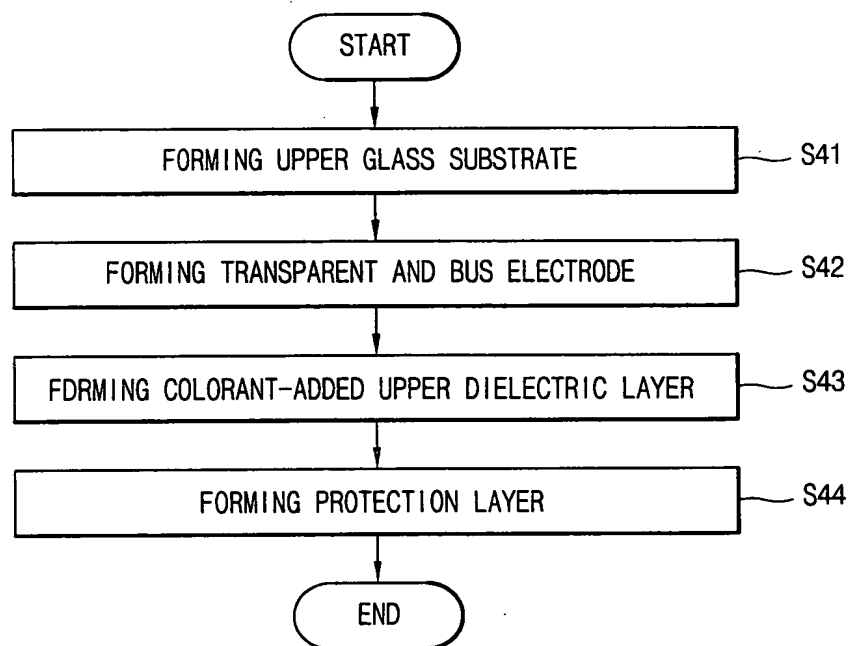 START
FORMING UPPER GLASS SUBSTRATE
S41
FORMING TRANSPARENT AND BUS ELECTRODE
S42
FDRMING COLORANT-ADDED UPPER DIELECTRIC LAYER
S43
FORMING PROTECTION LAYER
S44
END